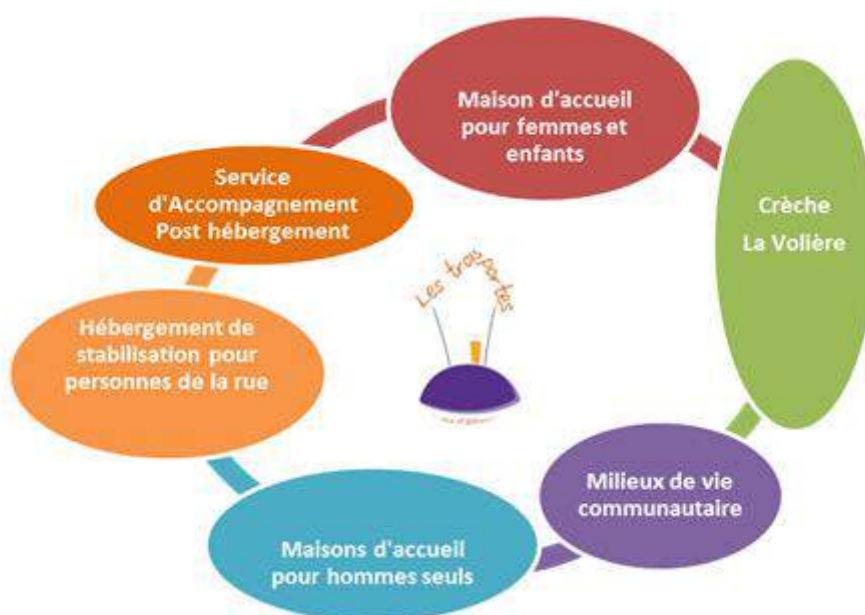 Maison d'accueil
pour femmes et
enfants
Crèche
La Volière
Milieux de vie
communautaire
Maisons d'accueil
pour hommes seuls
Hébergement de
stabilisation pour
personnes de la rue
Service
d'Accompagnement
Post hébergement
Les trois portes